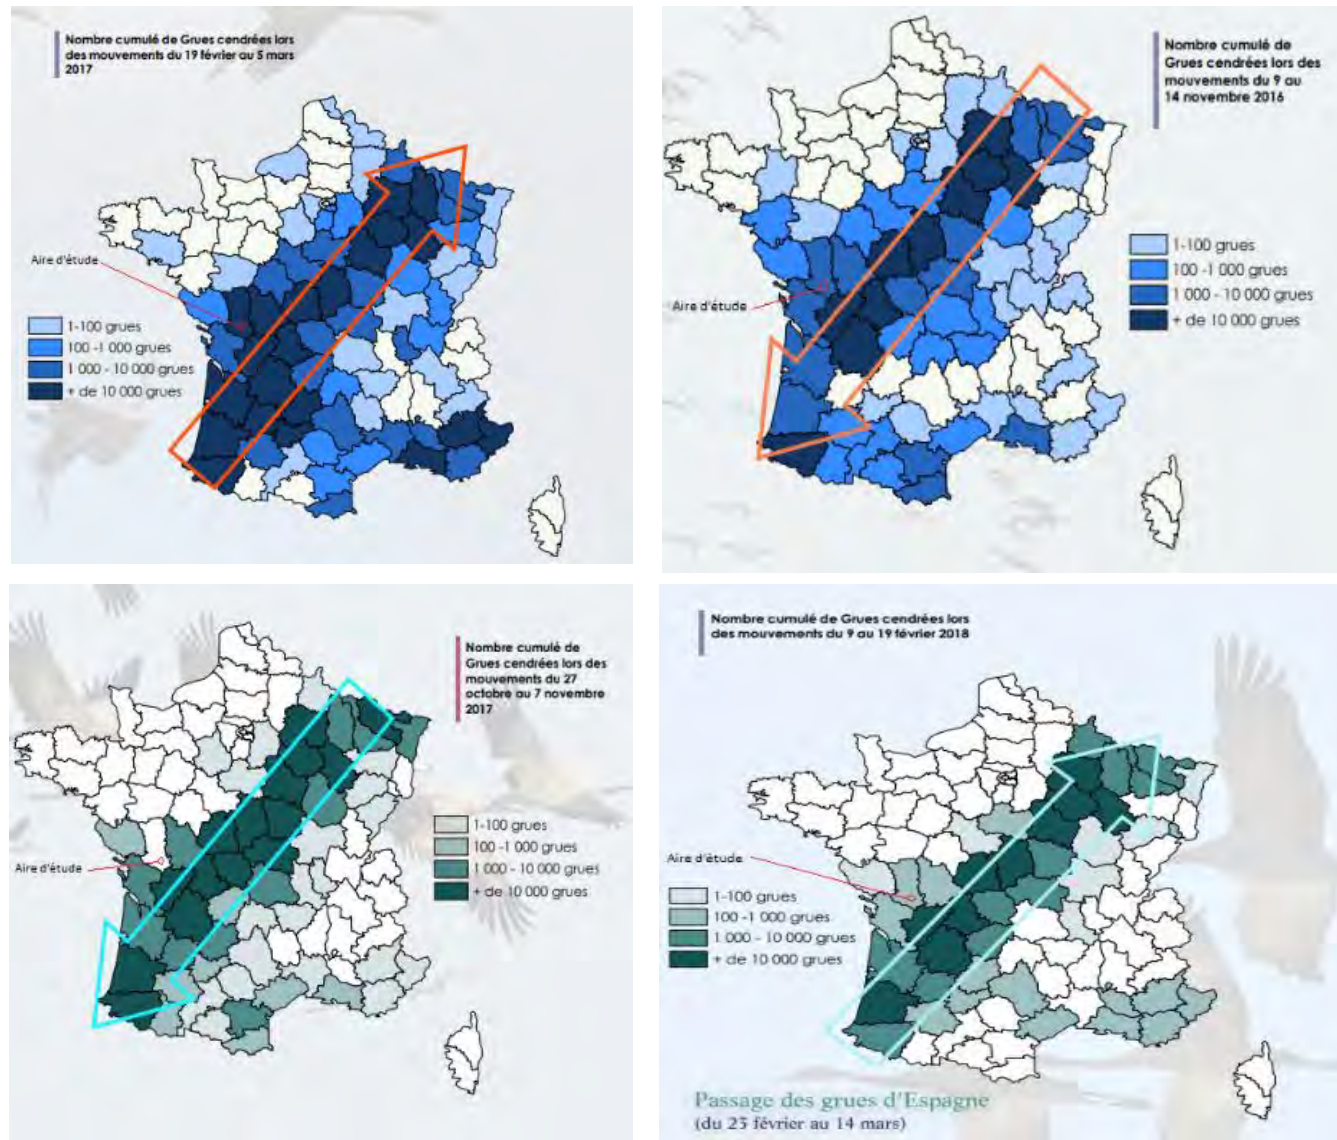 Nombre cumulé de Grues cendrées lors
des mouvements du 19 février au 5 mars
2017
Aire d'étude
1-100 grues
100 -1 000 grues
1 000 - 10 000 grues
+ de 10 000 grues
Nombre cumulé de
Grues cendrées lors des
mouvements du 9 au
14 novembre 2016
Aire d'étude
1-100 grues
100 -1 000 grues
1 000 - 10 000 grues
+ de 10 000 grues
Nombre cumulé de
Grues cendrées lors des
mouvements du 27
octobre au 7 novembre
2017
Aire d'étude
1-100 grues
100 -1 000 grues
1 000 - 10 000 grues
+ de 10 000 grues
Nombre cumulé de Grues cendrées lors
des mouvements du 9 au 19 février 2018
Aire d'étude
1-100 grues
100 -1 000 grues
1 000 - 10 000 grues
+ de 10 000 grues
Passage des grues d'Espagne
(du 23 février au 14 mars)